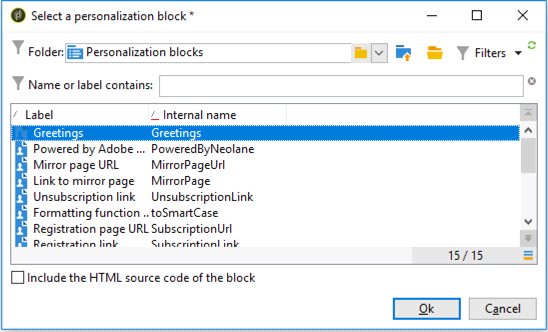 Select a personalization block *
Folder: Personalization blocks Filters
Name or label contains:
Label Internal name
Greetings Greetings
Powered by Adobe ... PoweredByNeolane
Mirror page URL MirrorPageUrl
Link to mirror page MirrorPage
Unsubscription link UnsubscriptionLink
Formatting function ... toSmartCase
Registration page URL SubscriptionUrl
Registration link SubscriptionLink
15 / 15
Include the HTML source code of the block
Ok Cancel